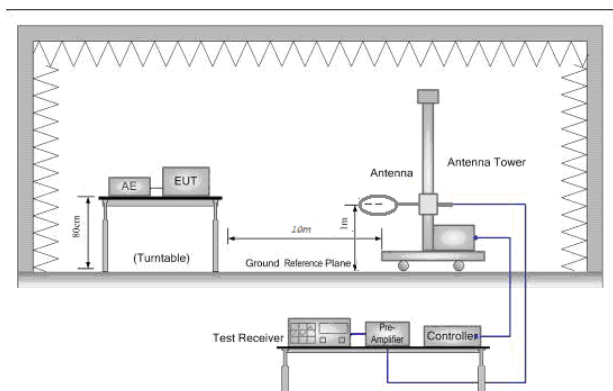 Antenna
Antenna Tower
AE
EUT
80cm
(Turntable)
10m
1m
Ground Reference Plane
Test Receiver
Pre-
Amplifier
Controller